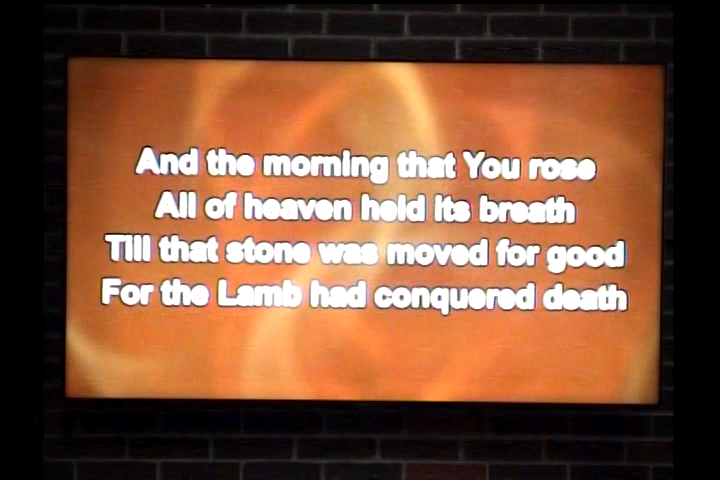 And the morning that You rose
All of heaven held its breath
Till that stone was moved for good
For the Lamb had conquered death